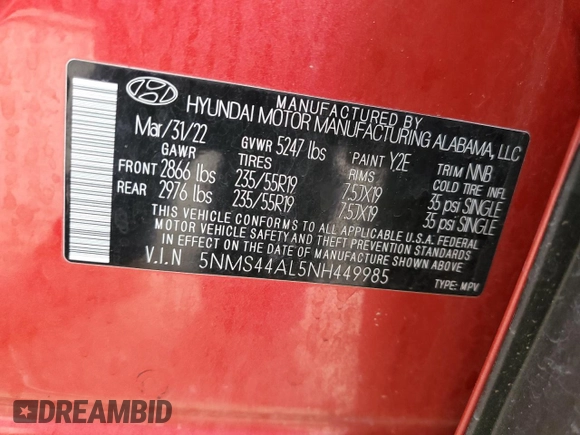 MANUFACTURED BY
HYUNDAI MOTOR MANUFACTURING ALABAMA, LLC
Mar/31/22 GVWR 5247 lbs PAINT Y2E TRIM NNB
GAWR TIRES RIMS COLD TIRE INFL
FRONT 2866 lbs 235/55R19 7.5JX19 35 psi SINGLE
REAR 2976 lbs 235/55R19 7.5JX19 35 psi SINGLE
THIS VEHICLE CONFORMS TO ALL APPLICABLE U.S.A. FEDERAL
MOTOR VEHICLE SAFETY AND THEFT PREVENTION STANDARDS
IN EFFECT ON THE DATE OF MANUFACTURE SHOWN ABOVE
V.I.N 5NMS44AL5NH449985
TYPE: MPV
DREAMBID